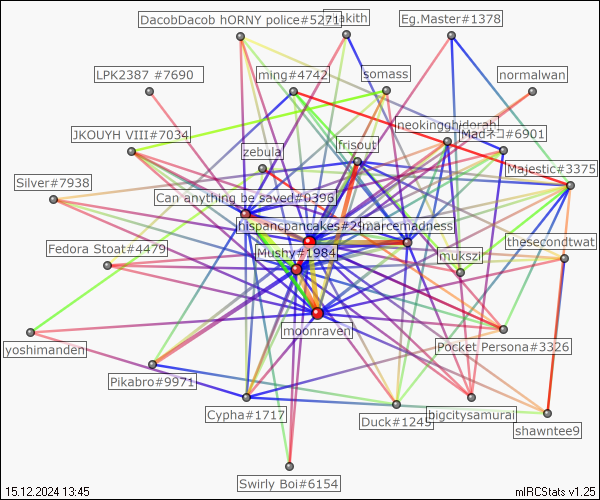 DacobDacob hORNY police#5271
akith
Eg.Master#1378
LPK2387 #7690
ming#4742
somass
normalwan
JKOUYH VIII#7034
neokingghidorah
Madネコ#6901
zebula
frisout
Majestic#3375
Silver#7938
Can anything be saved#0396
hispancpancakes#2
marcemadness
Fedora Stoat#4479
Mushy#1984
mukszi
thesecondtwat
moonraven
yoshimanden
Pocket Persona#3326
Pikabro#9971
Cypha#1717
Duck#1245
bigcitysamurai
shawntee9
Swirly Boi#6154
15.12.2024 13:45
mIRCStats v1.25